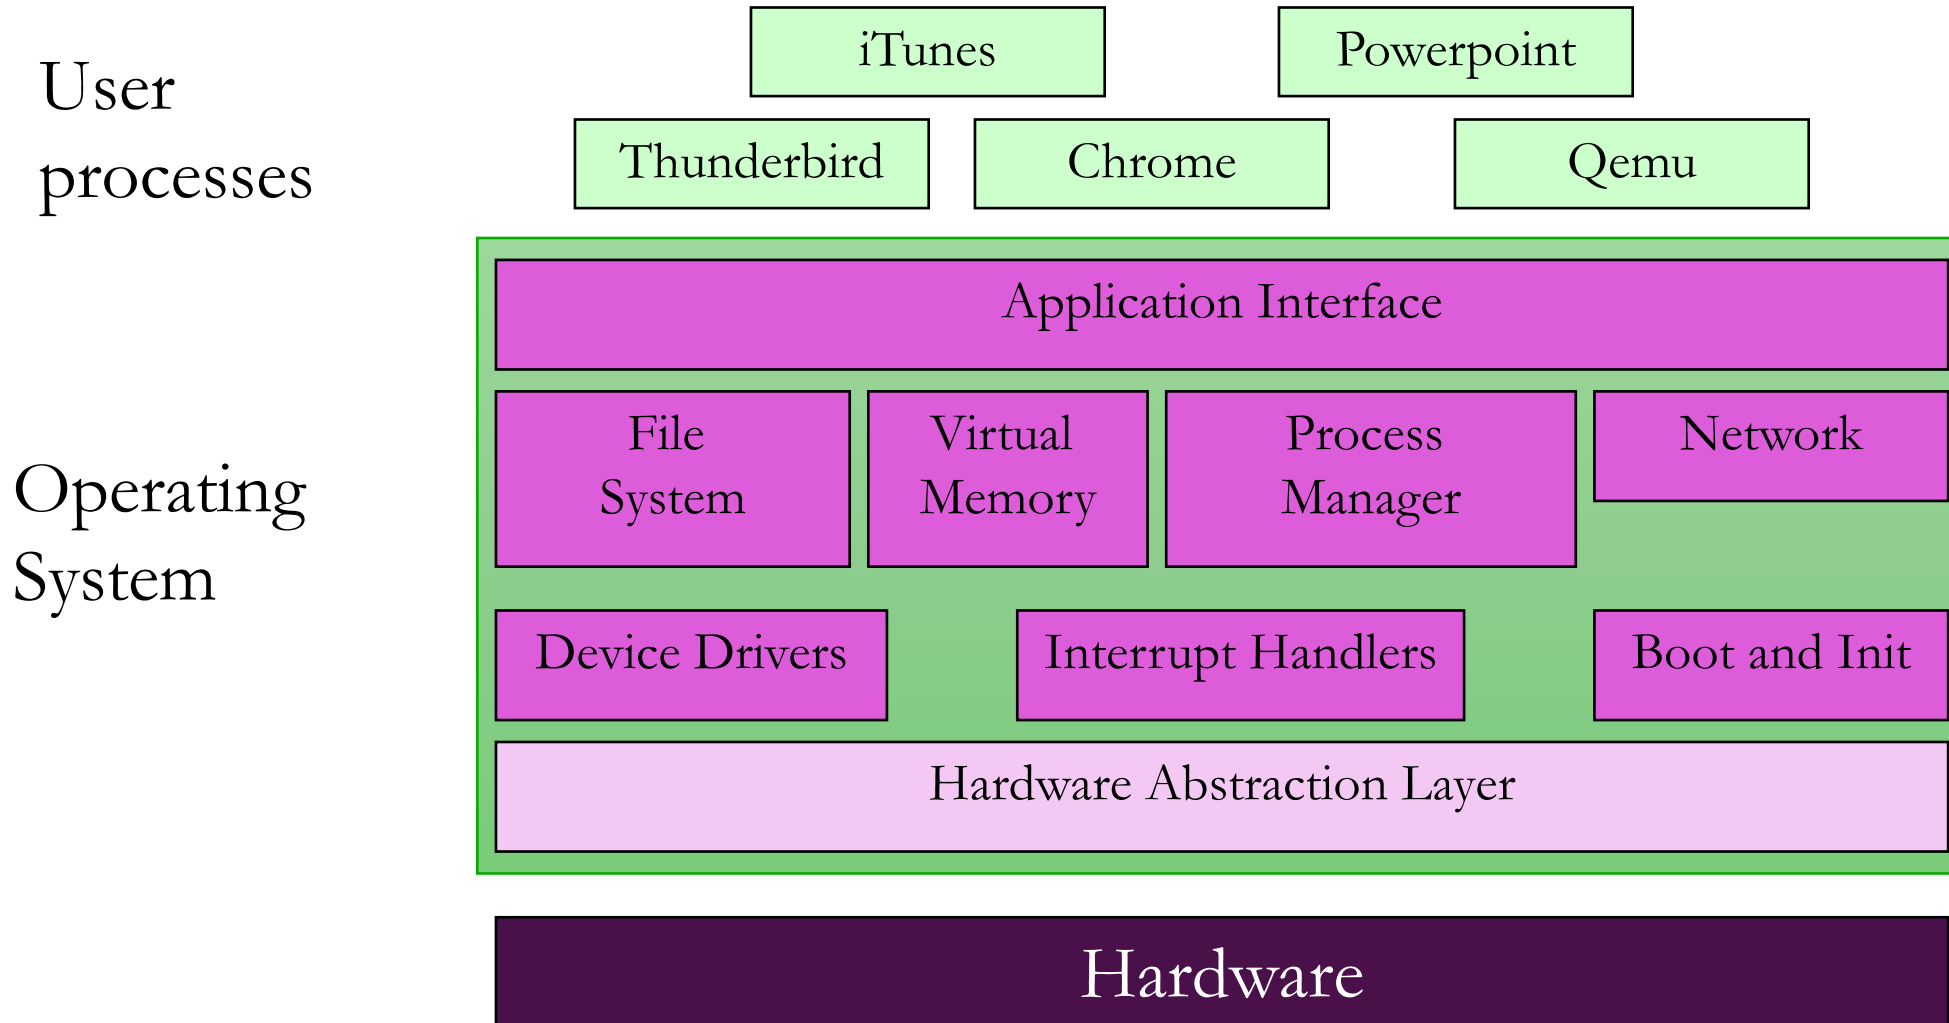 User
processes
iTunes
Powerpoint
Thunderbird
Chrome
Qemu
Operating
System
Application Interface
File
System
Virtual
Memory
Process
Manager
Network
Device Drivers
Interrupt Handlers
Boot and Init
Hardware Abstraction Layer
Hardware